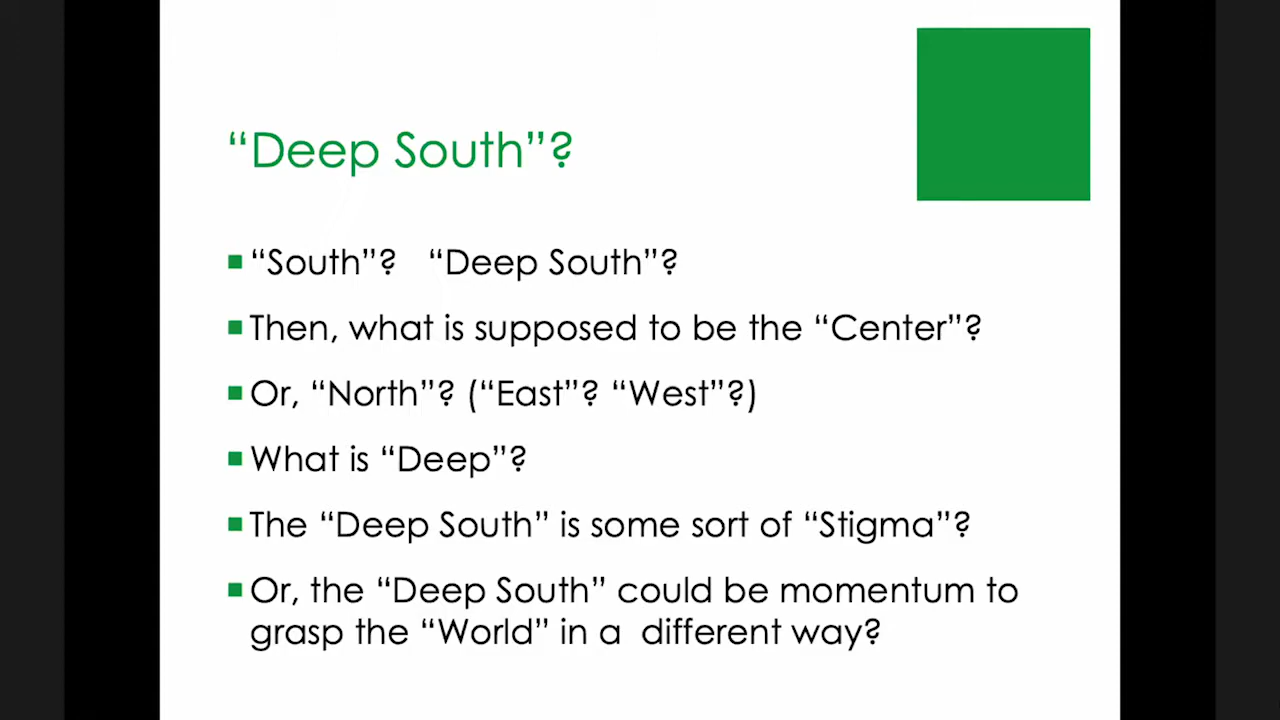 “Deep South”?
“South”?   “Deep South”?
Then, what is supposed to be the “Center”?
Or, “North”? (“East”? “West”?)
What is “Deep”?
The “Deep South” is some sort of “Stigma”?
Or, the “Deep South” could be momentum to
grasp the “World” in a  different way?